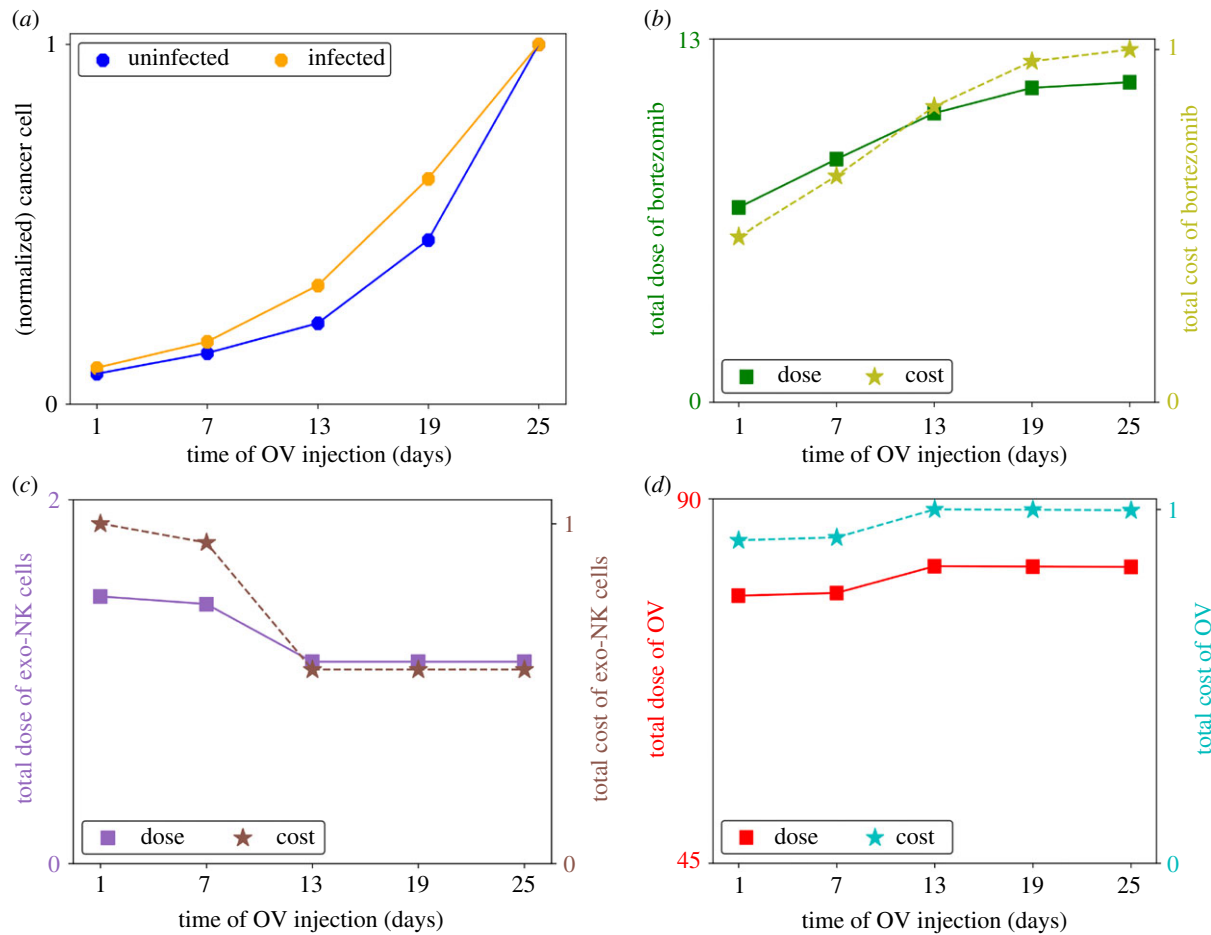 (a)
1
uninfected infected
(normalized) cancer cell
0
1 7 13 19 25
time of OV injection (days)
(b)
13 1
total dose of bortezomib
total cost of bortezomib
dose cost
0 0
1 7 13 19 25
time of OV injection (days)
(c)
2
1
total dose of exo-NK cells
total cost of exo-NK cells
dose cost
0 0
1 7 13 19 25
time of OV injection (days)
(d)
90
1
total dose of OV
total cost of OV
dose cost
45 0
1 7 13 19 25
time of OV injection (days)